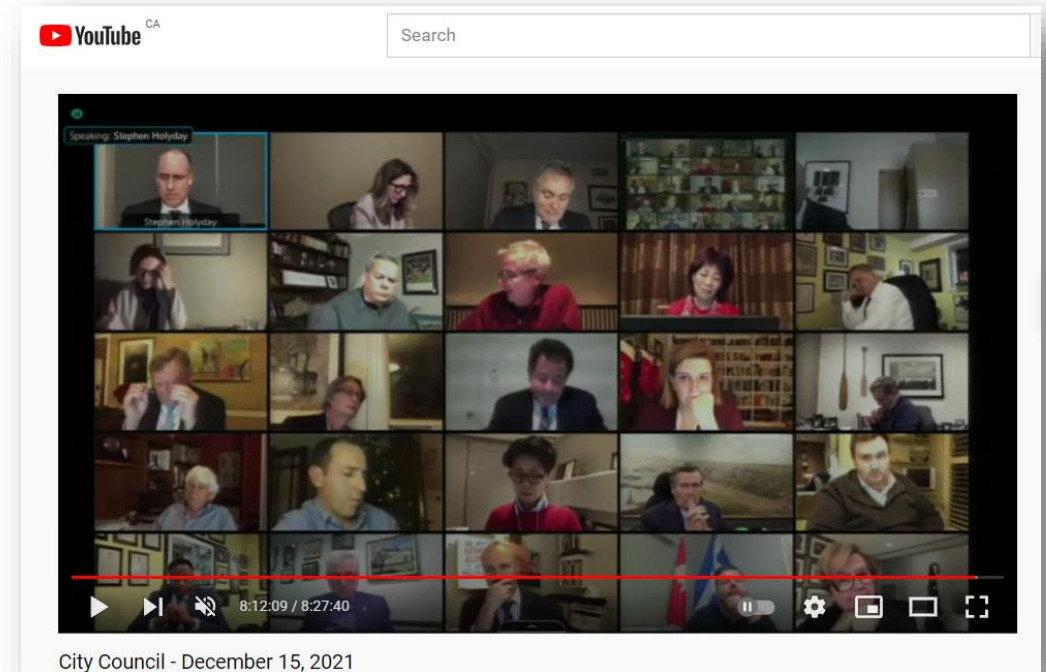 YouTube CA
Search
Speaking: Stephen Holyday
Stephen Holyday
8:12:09 / 8:27:40
City Council - December 15, 2021